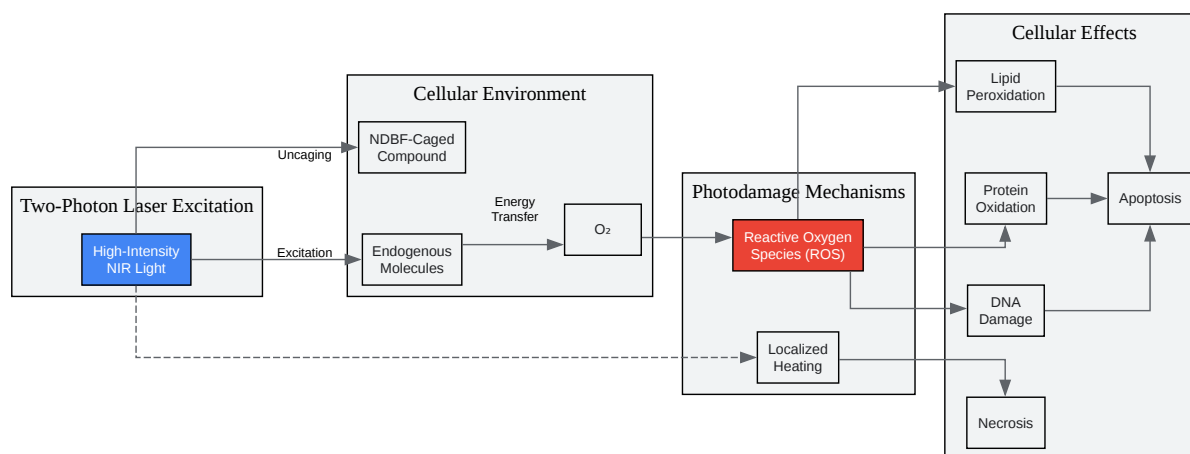 Two-Photon Laser Excitation
High-Intensity
NIR Light
Uncaging
Excitation
Cellular Environment
NDBF-Caged
Compound
Endogenous
Molecules
Energy
Transfer
O₂
Photodamage Mechanisms
Reactive Oxygen
Species (ROS)
Localized
Heating
Cellular Effects
Lipid
Peroxidation
Protein
Oxidation
Apoptosis
DNA
Damage
Necrosis